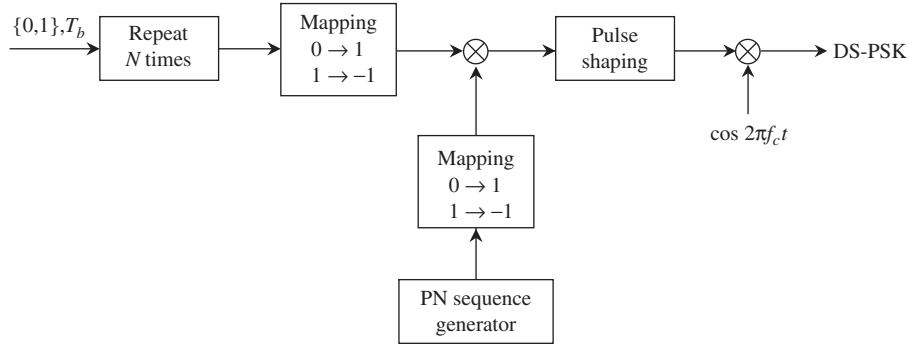 {0,1},T_b
Repeat
N times
Mapping
0 → 1
1 → −1
Pulse
shaping
DS-PSK
cos 2πf_c t
Mapping
0 → 1
1 → −1
PN sequence
generator